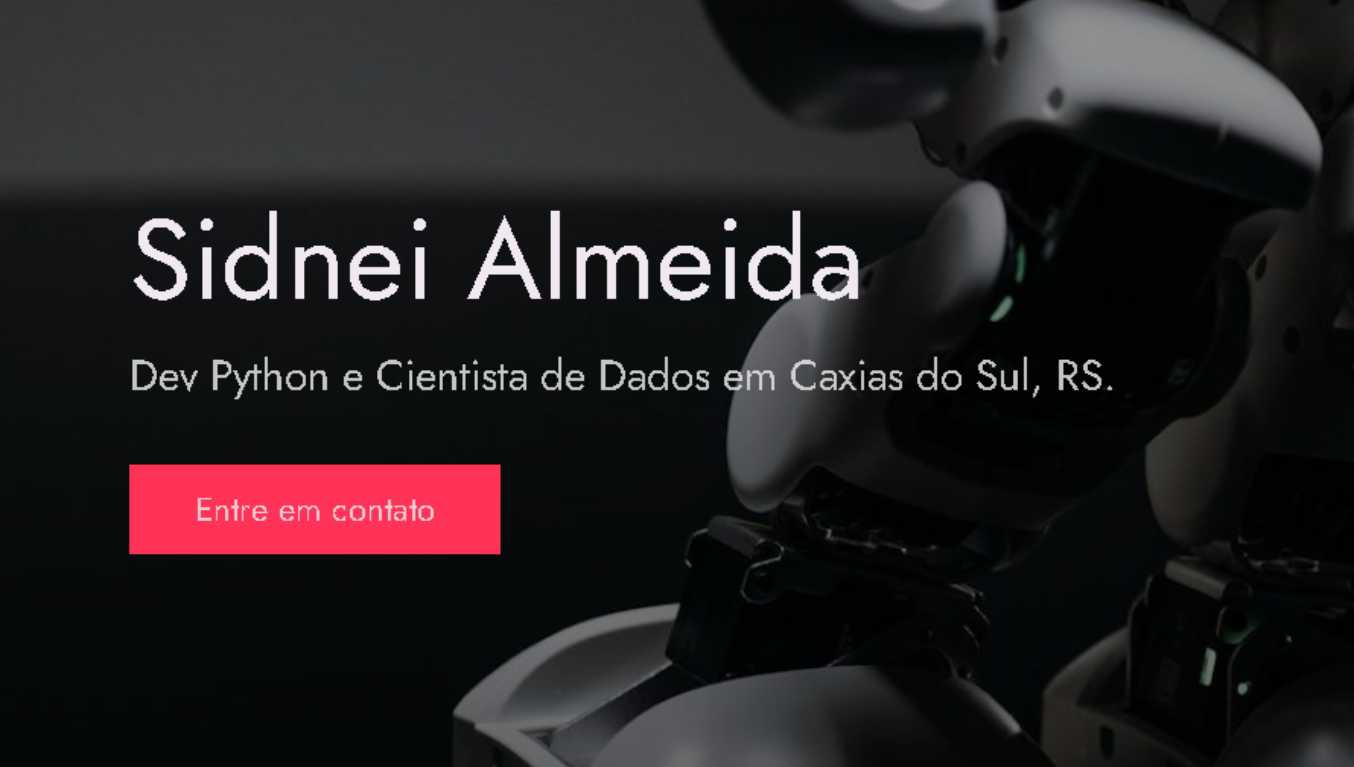 Sidnei Almeida
Dev Python e Cientista de Dados em Caxias do Sul, RS.
Entre em contato